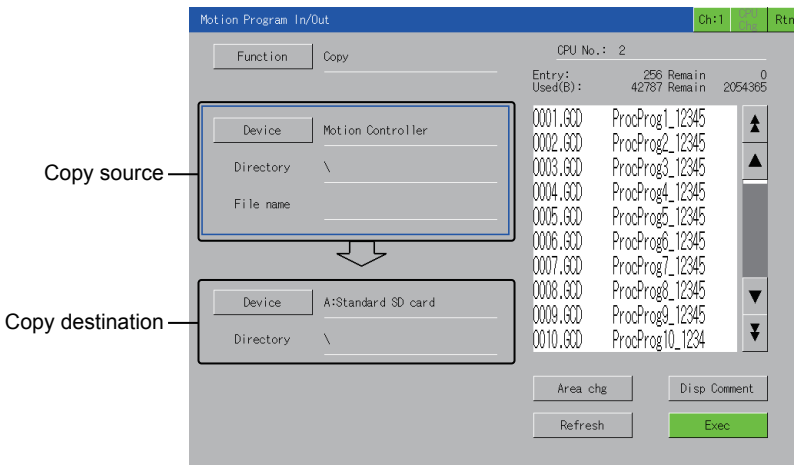 Motion Program In/Out Ch:1 CPU Chg Rtn
Function Copy
CPU No.: 2
Entry: 256 Remain 0
Used(B): 42787 Remain 2054365
Copy source
Device Motion Controller
Directory \
File name
Copy destination
Device A:Standard SD card
Directory \
0001.GCD ProcProg1_12345
0002.GCD ProcProg2_12345
0003.GCD ProcProg3_12345
0004.GCD ProcProg4_12345
0005.GCD ProcProg5_12345
0006.GCD ProcProg6_12345
0007.GCD ProcProg7_12345
0008.GCD ProcProg8_12345
0009.GCD ProcProg9_12345
0010.GCD ProcProg10_1234
Area chg Disp Comment
Refresh Exec